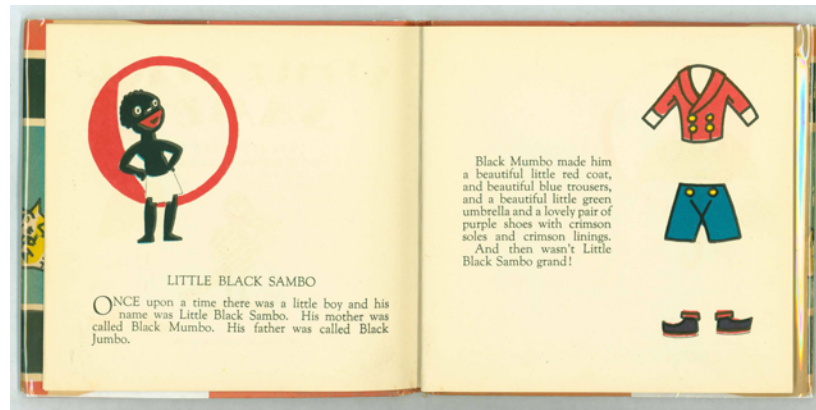 LITTLE BLACK SAMBO
ONCE upon a time there was a little boy and his
name was Little Black Sambo. His mother was
called Black Mumbo. His father was called Black
Jumbo.
Black Mumbo made him
a beautiful little red coat,
and beautiful blue trousers,
and a beautiful little green
umbrella and a lovely pair of
purple shoes with crimson
soles and crimson linings.
And then wasn't Little
Black Sambo grand!